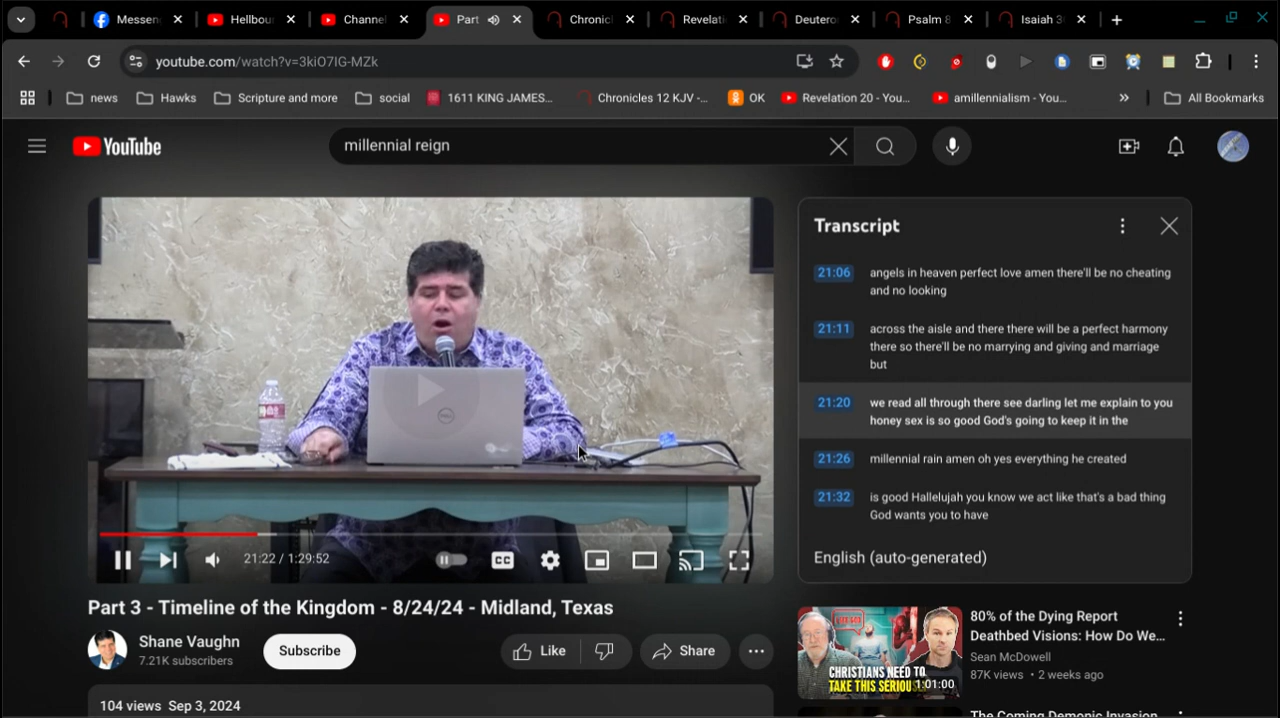 Messen
Hellbou
Channel
Part
Chronic
Revelati
Deutero
Psalm 8
Isaiah 3
youtube.com/watch?v=3kiO7IG-MZk
news
Hawks
Scripture and more
social
1611 KING JAMES...
Chronicles 12 KJV -...
OK
Revelation 20 - You...
amillennialism - You...
»
All Bookmarks
YouTube
millennial reign
Transcript
21:06 angels in heaven perfect love amen there'll be no cheating
and no looking
21:11 across the aisle and there there will be a perfect harmony
there so there'll be no marrying and giving and marriage
but
21:20 we read all through there see darling let me explain to you
honey sex is so good God's going to keep it in the
21:26 millennial rain amen oh yes everything he created
21:32 is good Hallelujah you know we act like that's a bad thing
God wants you to have
English (auto-generated)
DELL
21:22 / 1:29:52
CC
Part 3 - Timeline of the Kingdom - 8/24/24 - Midland, Texas
Shane Vaughn
7.21K subscribers
Subscribe
Like
Share
104 views Sep 3, 2024
80% of the Dying Report
Deathbed Visions: How Do We...
Sean McDowell
87K views • 2 weeks ago
CHRISTIANS NEED TO
TAKE THIS SERIOUS
1:01:00
The Coming Demonic Invasion